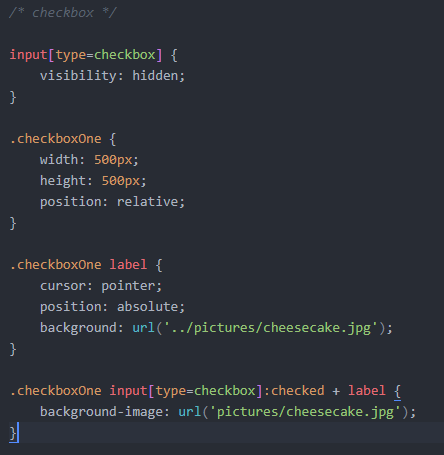 /* checkbox */
input[type=checkbox] {
visibility: hidden;
}
.checkboxOne {
width: 500px;
height: 500px;
position: relative;
}
.checkboxOne label {
cursor: pointer;
position: absolute;
background: url('../pictures/cheesecake.jpg');
}
.checkboxOne input[type=checkbox]:checked + label {
background-image: url('pictures/cheesecake.jpg');
}